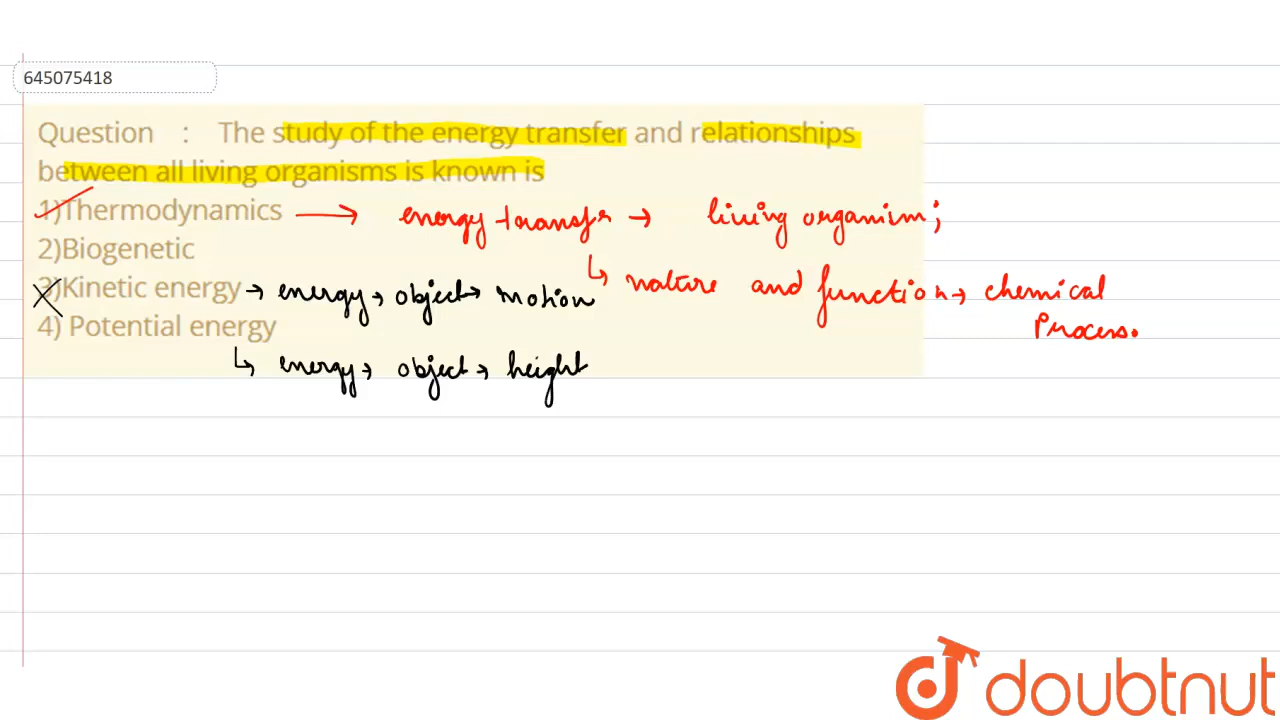 645075418
Question : The study of the energy transfer and relationships
between all living organisms is known is
1)Thermodynamics → energy transfr → living organism;
2)Biogenetic
↳ nature and function → chemical
Process.
3)Kinetic energy → energy → object → motion
4) Potential energy
↳ energy → object → height
doubtnut